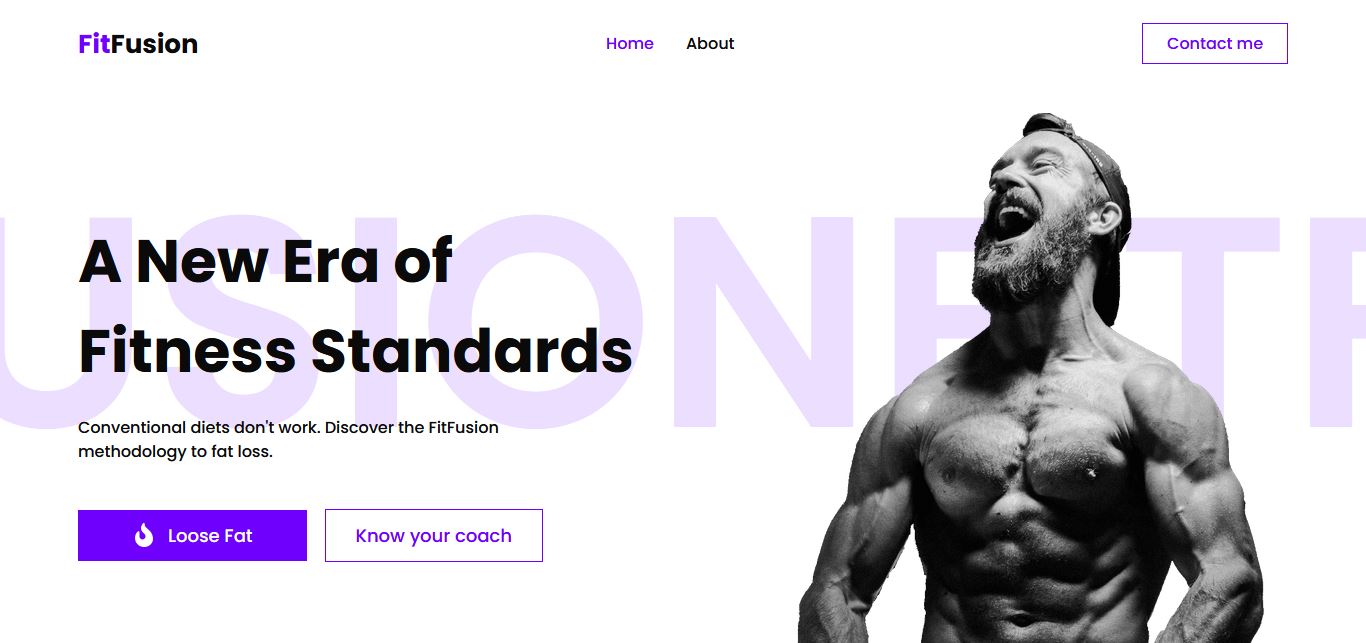 FitFusion
Home
About
Contact me
USIONFITF
A New Era of
Fitness Standards
Conventional diets don't work. Discover the FitFusion
methodology to fat loss.
Loose Fat
Know your coach